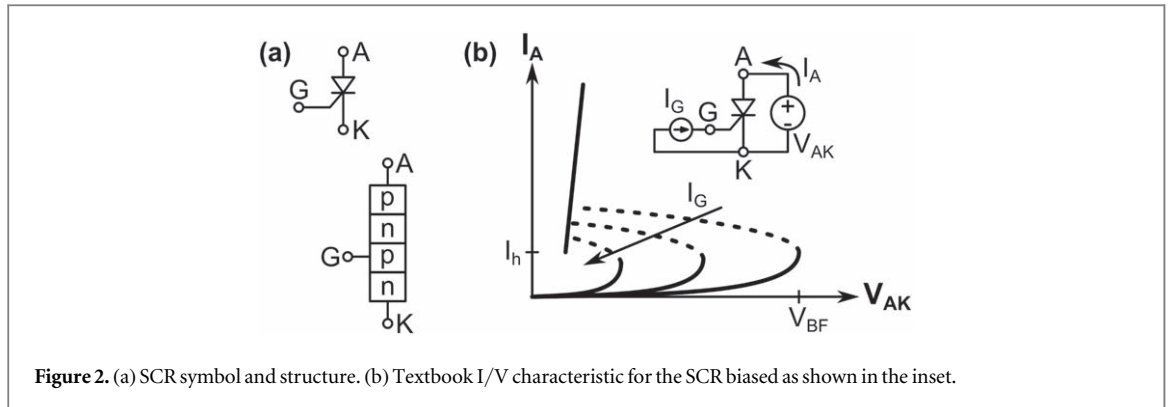 (a)
A
G
K
A
p
n
G
p
n
K
(b)
I_A
A
I_A
I_G
G
+
-
V_AK
K
I_G
I_h
V_AK
V_BF
Figure 2. (a) SCR symbol and structure. (b) Textbook I/V characteristic for the SCR biased as shown in the inset.